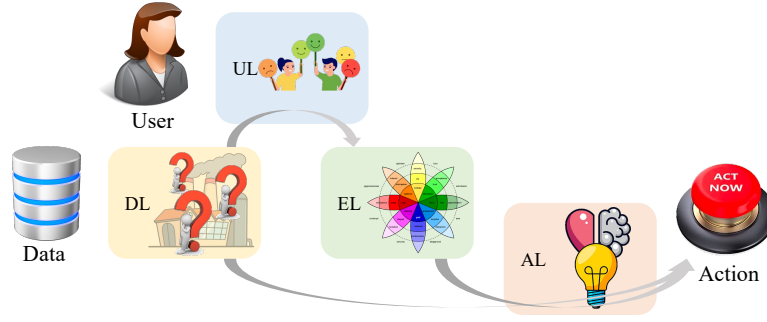 UL
User
DL
EL
ACT
NOW
AL
Data
Action